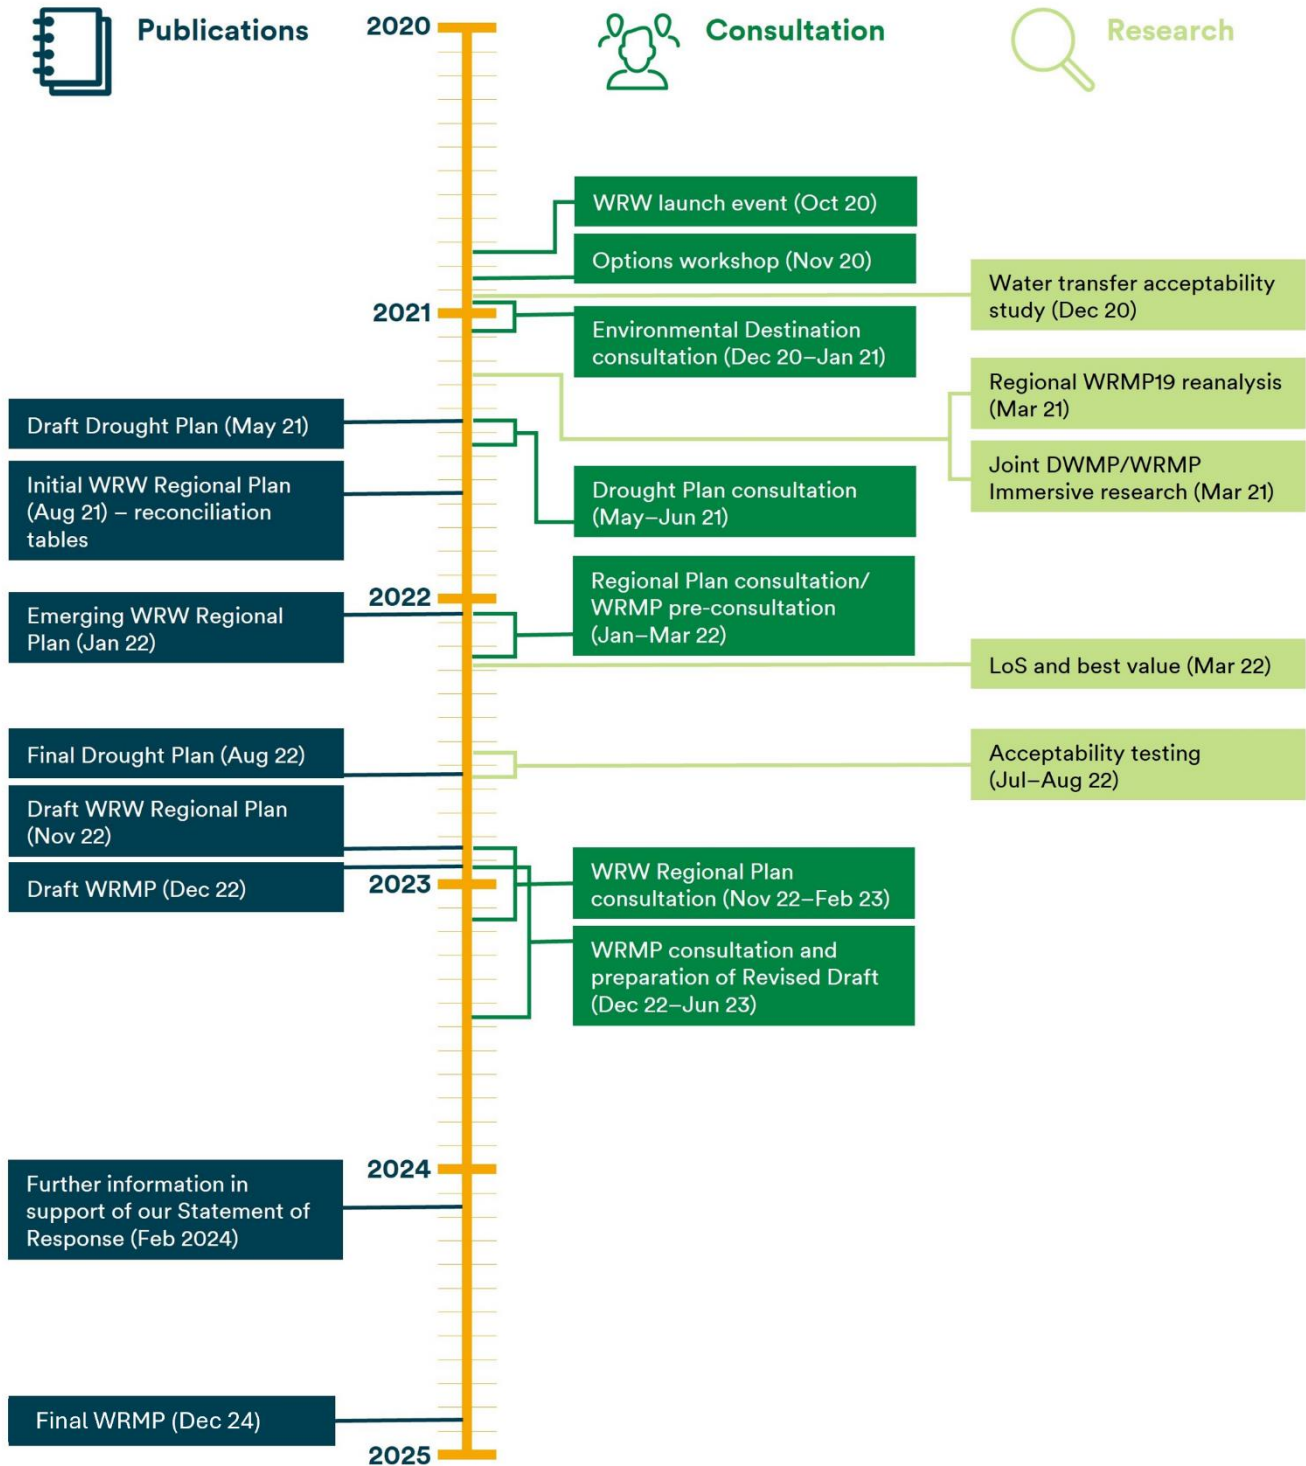 Publications
Consultation
Research
2020
2021
2022
2023
2024
2025
Draft Drought Plan (May 21)
Initial WRW Regional Plan
(Aug 21) – reconciliation
tables
Emerging WRW Regional
Plan (Jan 22)
Final Drought Plan (Aug 22)
Draft WRW Regional Plan
(Nov 22)
Draft WRMP (Dec 22)
Further information in
support of our Statement of
Response (Feb 2024)
Final WRMP (Dec 24)
WRW launch event (Oct 20)
Options workshop (Nov 20)
Environmental Destination
consultation (Dec 20–Jan 21)
Drought Plan consultation
(May–Jun 21)
Regional Plan consultation/
WRMP pre-consultation
(Jan–Mar 22)
WRW Regional Plan
consultation (Nov 22–Feb 23)
WRMP consultation and
preparation of Revised Draft
(Dec 22–Jun 23)
Water transfer acceptability
study (Dec 20)
Regional WRMP19 reanalysis
(Mar 21)
Joint DWMP/WRMP
Immersive research (Mar 21)
LoS and best value (Mar 22)
Acceptability testing
(Jul–Aug 22)